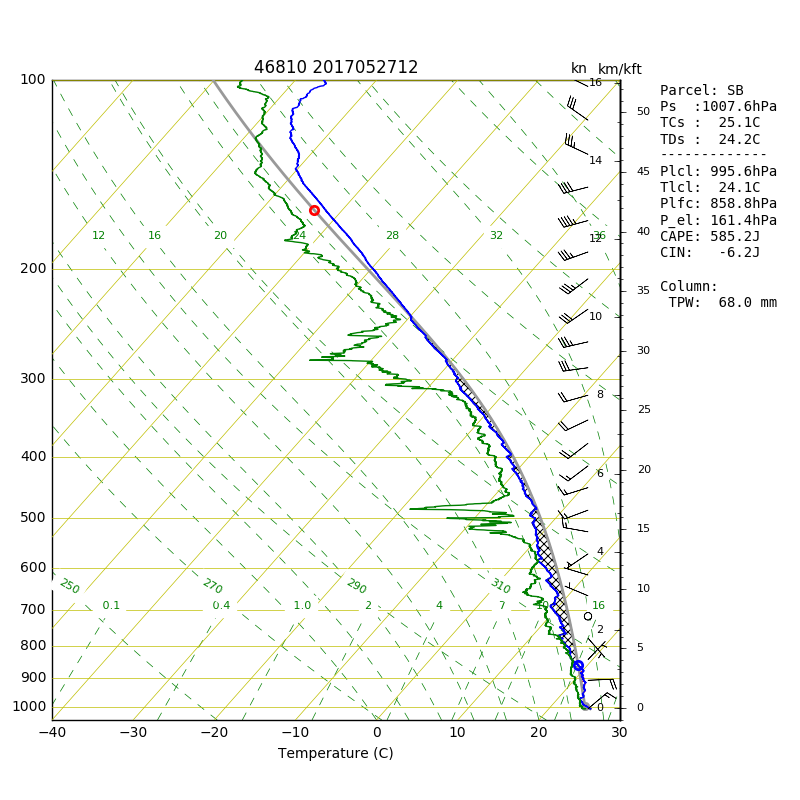 46810 2017052712
kn km/kft
100
200
300
400
500
600
700
800
900
1000
12 16 20 24 28 32 36
250 270 290 310
0.1 0.4 1.0 2 4 7 10 16
16
14
12
10
8
6
4
2
0
50
45
40
35
30
25
20
15
10
5
0
−40 −30 −20 −10 0 10 20 30
Temperature (C)
Parcel: SB
Ps  :1007.6hPa
TCs :  25.1C
TDs :  24.2C
-------------
Plcl: 995.6hPa
Tlcl:  24.1C
Plfc: 858.8hPa
P_el: 161.4hPa
CAPE: 585.2J
CIN:   -6.2J
Column:
TPW:  68.0 mm